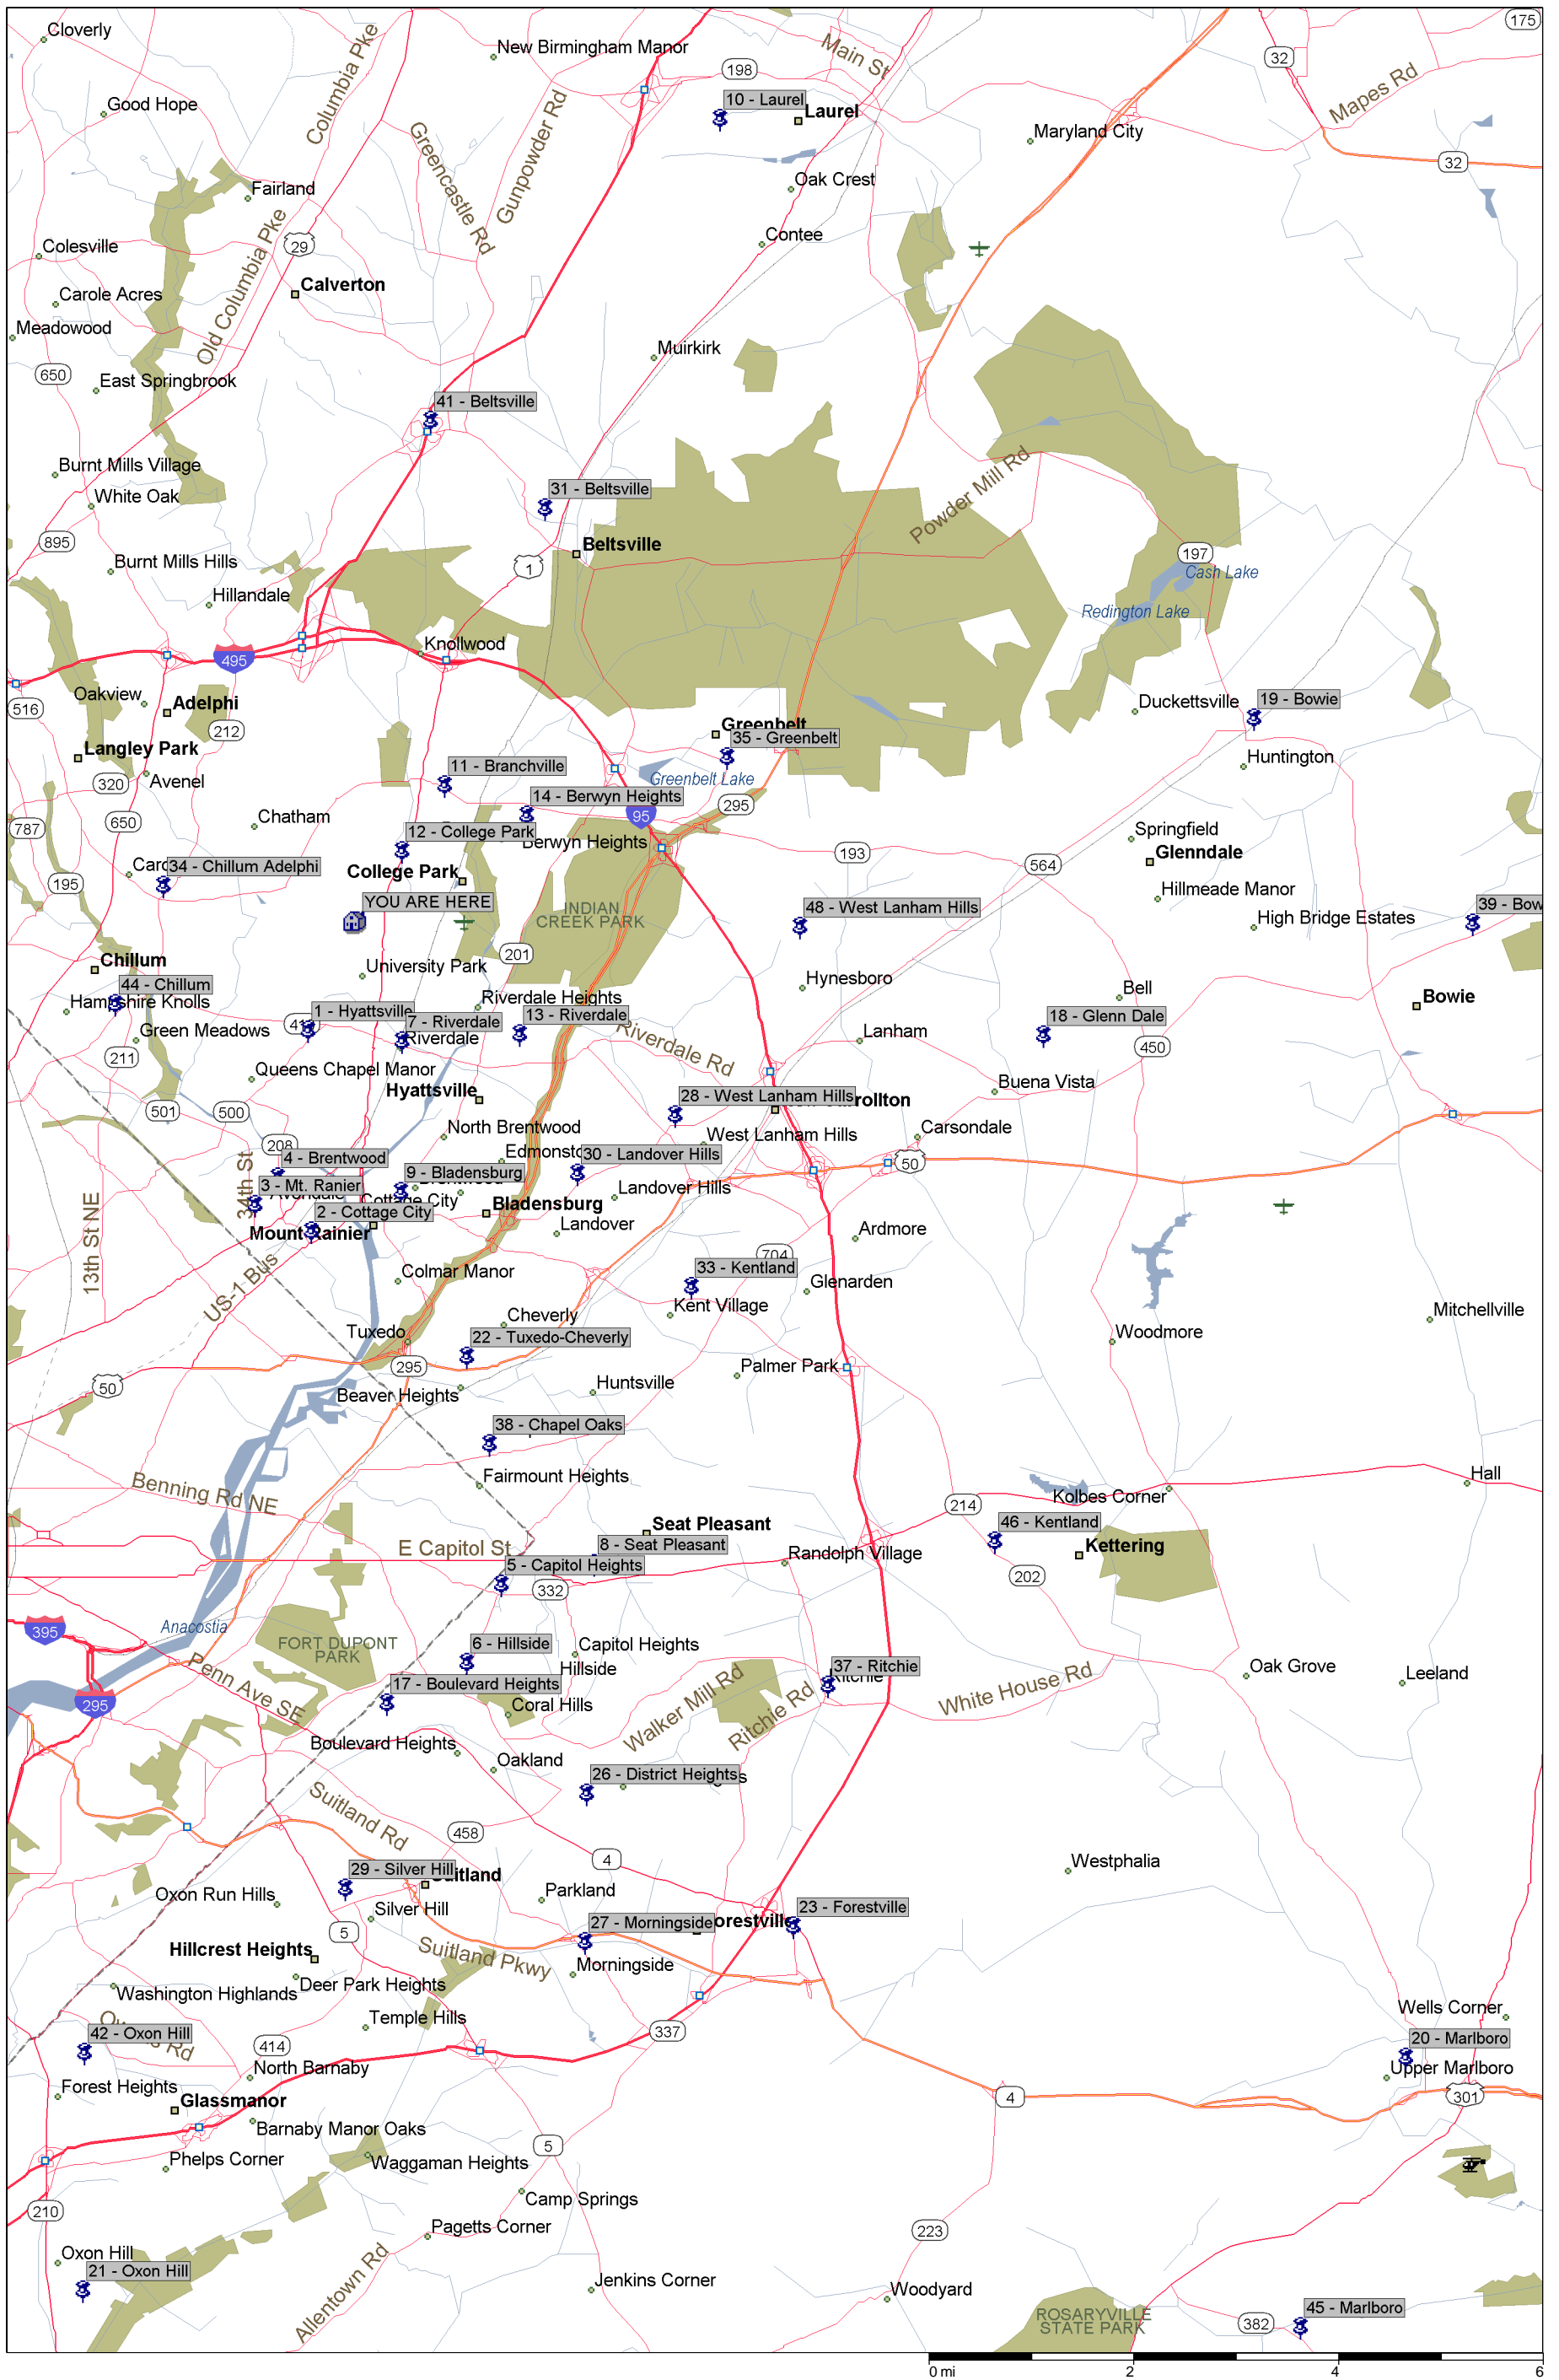 175
Cloverly
Columbia Pke
New Birmingham Manor
Main St
32
198
Mapes Rd
Good Hope
10 - Laurel
Laurel
Maryland City
Greencastle Rd
Gunpowder Rd
32
Fairland
Oak Crest
Old Columbia Pke
Colesville
29
Contee
Calverton
Carole Acres
Meadowood
Muirkirk
650
East Springbrook
41 - Beltsville
Burnt Mills Village
White Oak
31 - Beltsville
Powder Mill Rd
895
Beltsville
197
Burnt Mills Hills
1
Cash Lake
Hillandale
Redington Lake
Knollwood
495
Oakview
Adelphi
516
Duckettsville
19 - Bowie
212
Greenbelt
35 - Greenbelt
Langley Park
Huntington
320
Avenel
11 - Branchville
Greenbelt Lake
14 - Berwyn Heights
295
95
787
650
Chatham
12 - College Park
Berwyn Heights
Springfield
193
Glenndale
564
34 - Chillum Adelphi
College Park
195
Hillmeade Manor
YOU ARE HERE
INDIAN
CREEK PARK
48 - West Lanham Hills
High Bridge Estates
39 - Bow
201
Chillum
University Park
Hynesboro
44 - Chillum
Bell
Bowie
Hampshire Knolls
Riverdale Heights
1 - Hyattsville
7 - Riverdale
13 - Riverdale
18 - Glenn Dale
Green Meadows
Riverdale
Riverdale Rd
Lanham
211
450
Queens Chapel Manor
Hyattsville
Buena Vista
501
500
28 - West Lanham Hills
rrollton
North Brentwood
West Lanham Hills
Carsondale
208
Edmonsto
4 - Brentwood
30 - Landover Hills
50
34th St
9 - Bladensburg
3 - Mt. Ranier
Cottage City
Landover Hills
2 - Cottage City
Bladensburg
13th St NE
Mount Rainier
Landover
Ardmore
704
US-1 Bus
Colmar Manor
33 - Kentland
Glenarden
Kent Village
Cheverly
Mitchellville
Tuxedo
22 - Tuxedo-Cheverly
Woodmore
295
Palmer Park
50
Beaver Heights
Huntsville
38 - Chapel Oaks
Benning Rd NE
Fairmount Heights
Hall
Kolbes Corner
214
46 - Kentland
Seat Pleasant
E Capitol St
8 - Seat Pleasant
Randolph Village
Kettering
5 - Capitol Heights
332
202
395
Anacostia
FORT DUPONT
PARK
6 - Hillside
Capitol Heights
Hillside
Penn Ave SE
17 - Boulevard Heights
Walker Mill Rd
37 - Ritchie
Ritchie
Oak Grove
Leeland
White House Rd
295
Coral Hills
Ritchie Rd
Boulevard Heights
Oakland
26 - District Heights
Suitland Rd
458
4
29 - Silver Hill
Suitland
Westphalia
Oxon Run Hills
Parkland
Silver Hill
23 - Forestville
5
27 - Morningside
orestville
Hillcrest Heights
Suitland Pkwy
Morningside
Deer Park Heights
Washington Highlands
Wells Corner
Temple Hills
42 - Oxon Hill
337
414
20 - Marlboro
North Barnaby
Upper Marlboro
Forest Heights
Glassmanor
4
301
Barnaby Manor Oaks
5
Phelps Corner
Waggaman Heights
Camp Springs
210
Pagetts Corner
223
Oxon Hill
21 - Oxon Hill
Allentown Rd
Jenkins Corner
Woodyard
45 - Marlboro
ROSARYVILLE
STATE PARK
382
0 mi
2
4
6